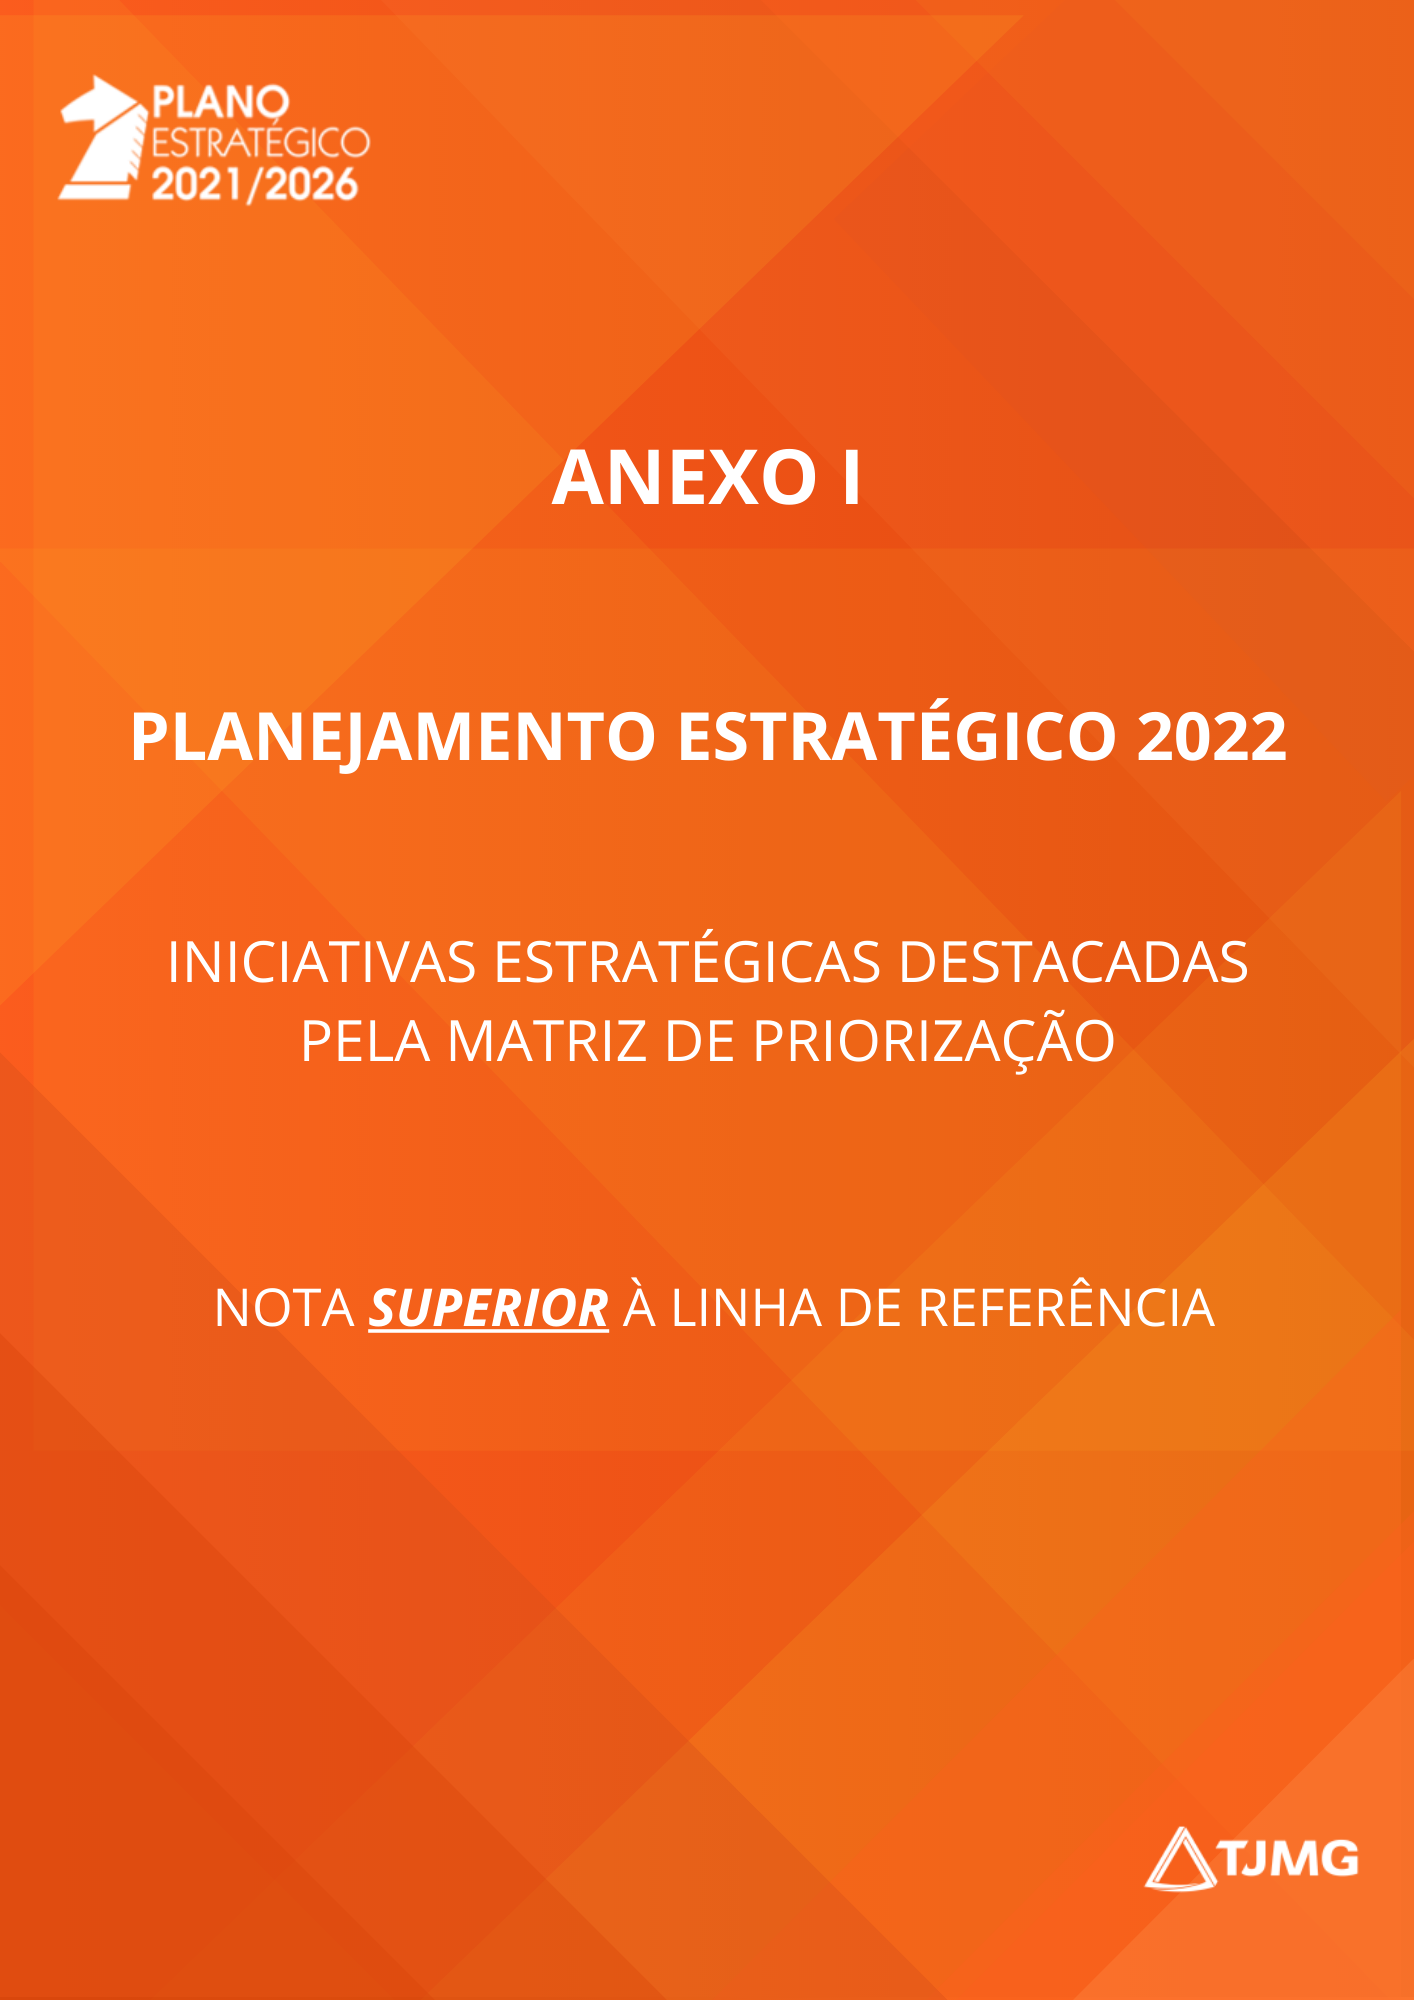 PLANO
ESTRATÉGICO
2021/2026
ANEXO I
PLANEJAMENTO ESTRATÉGICO 2022
INICIATIVAS ESTRATÉGICAS DESTACADAS
PELA MATRIZ DE PRIORIZAÇÃO
NOTA SUPERIOR À LINHA DE REFERÊNCIA
TJMG